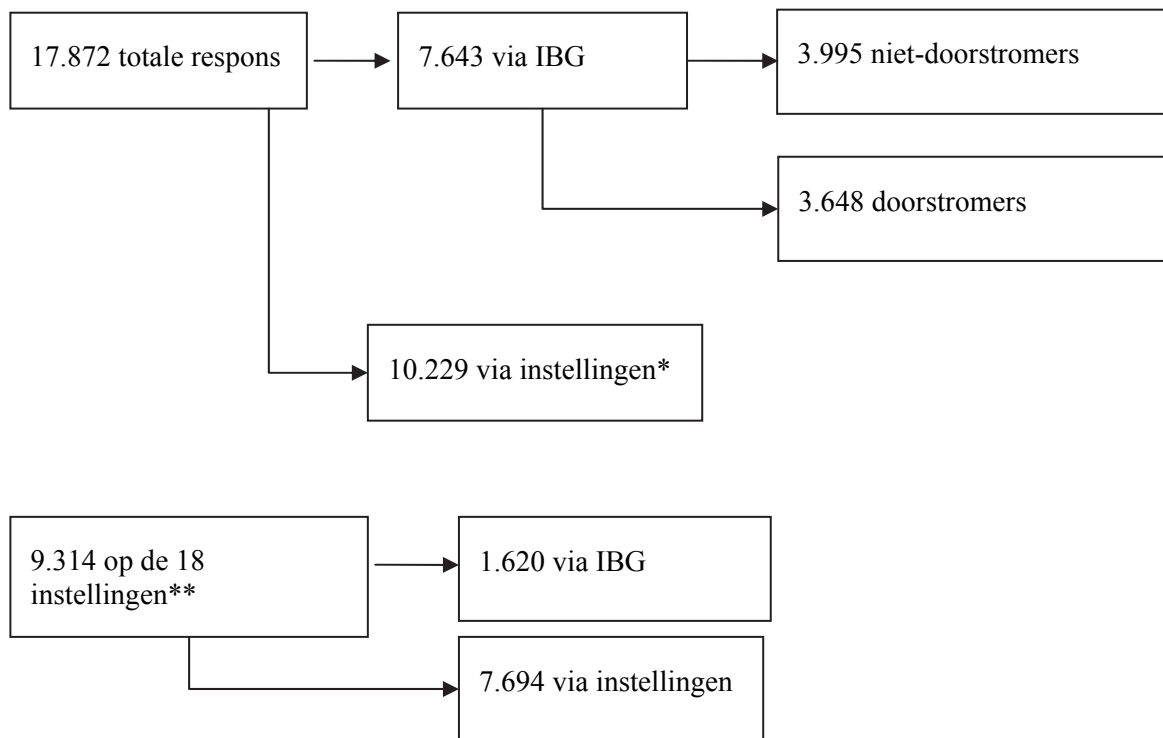 17.872 totale respons
7.643 via IBG
3.995 niet-doorstromers
3.648 doorstromers
10.229 via instellingen*
9.314 op de 18
instellingen**
1.620 via IBG
7.694 via instellingen